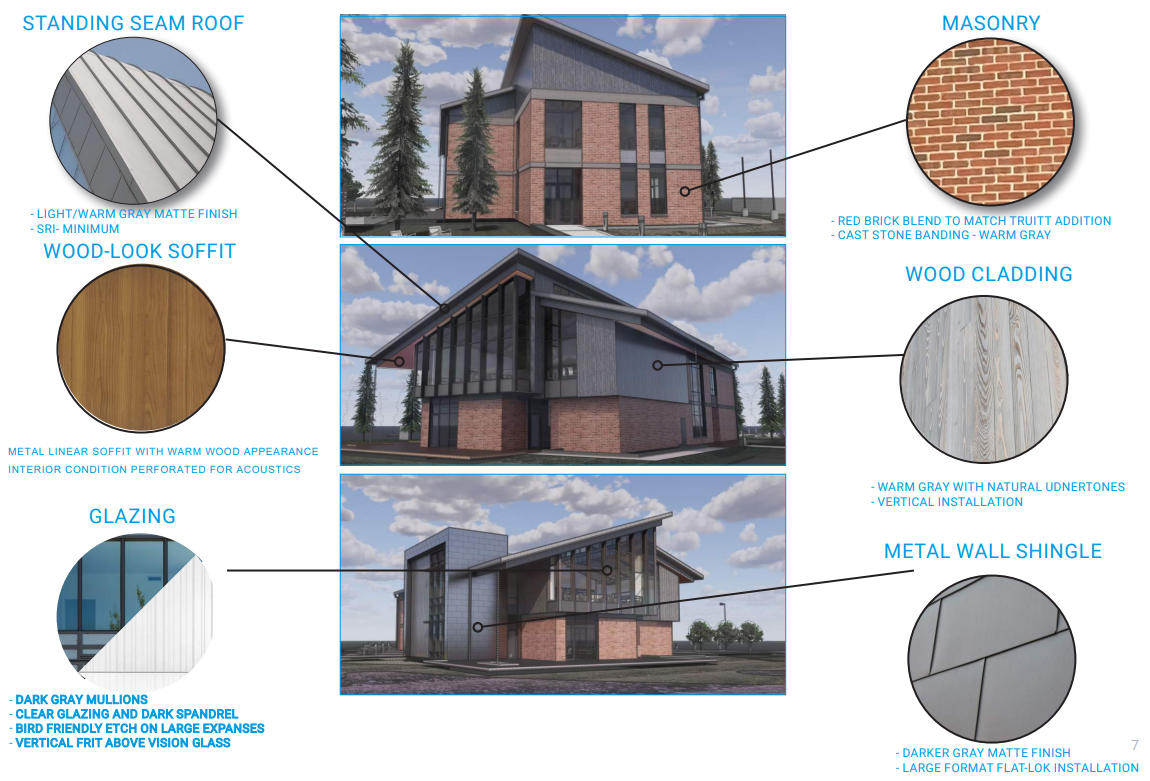 STANDING SEAM ROOF
- LIGHT/WARM GRAY MATTE FINISH
- SRI- MINIMUM
WOOD-LOOK SOFFIT
METAL LINEAR SOFFIT WITH WARM WOOD APPEARANCE
INTERIOR CONDITION PERFORATED FOR ACOUSTICS
GLAZING
- DARK GRAY MULLIONS
- CLEAR GLAZING AND DARK SPANDREL
- BIRD FRIENDLY ETCH ON LARGE EXPANSES
- VERTICAL FRIT ABOVE VISION GLASS
MASONRY
- RED BRICK BLEND TO MATCH TRUITT ADDITION
- CAST STONE BANDING - WARM GRAY
WOOD CLADDING
- WARM GRAY WITH NATURAL UDNERTONES
- VERTICAL INSTALLATION
METAL WALL SHINGLE
- DARKER GRAY MATTE FINISH
- LARGE FORMAT FLAT-LOK INSTALLATION
7